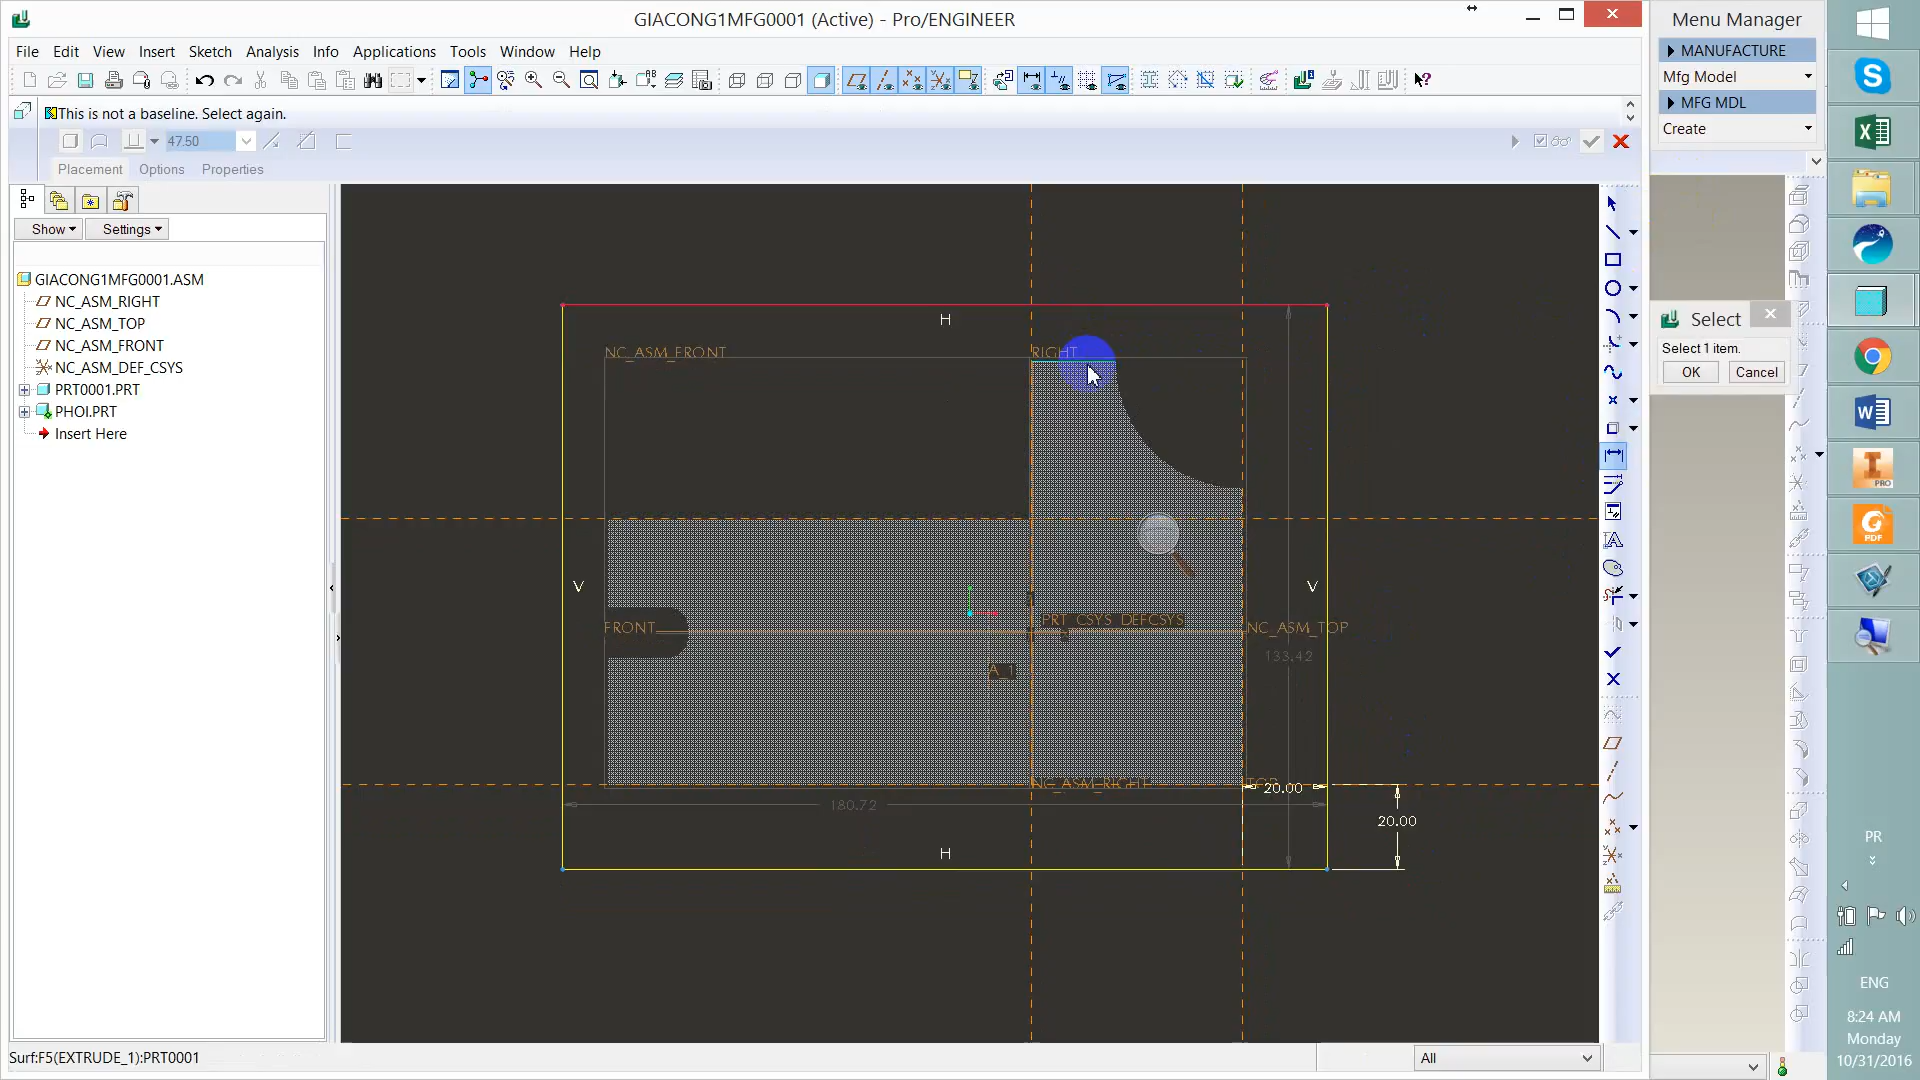 GIACONG1MFG0001 (Active) - Pro/ENGINEER
File Edit View Insert Sketch Analysis Info Applications Tools Window Help
This is not a baseline. Select again.
47.50
Placement Options Properties
Show Settings
GIACONG1MFG0001.ASM
NC_ASM_RIGHT
NC_ASM_TOP
NC_ASM_FRONT
NC_ASM_DEF_CSYS
PRT0001.PRT
PHOI.PRT
Insert Here
H
NC_ASM_FRONT
RIGHT
V
V
FRONT
PRT_CSYS_DEFCSYS
NC_ASM_TOP
133.42
A_1
NC_ASM_RIGHT
TOP
20.00
180.72
20.00
H
Surf:F5(EXTRUDE_1):PRT0001
All
Menu Manager
MANUFACTURE
Mfg Model
MFG MDL
Create
Select
Select 1 item.
OK Cancel
PRO
PDF
PR
ENG
8:24 AM
Monday
10/31/2016